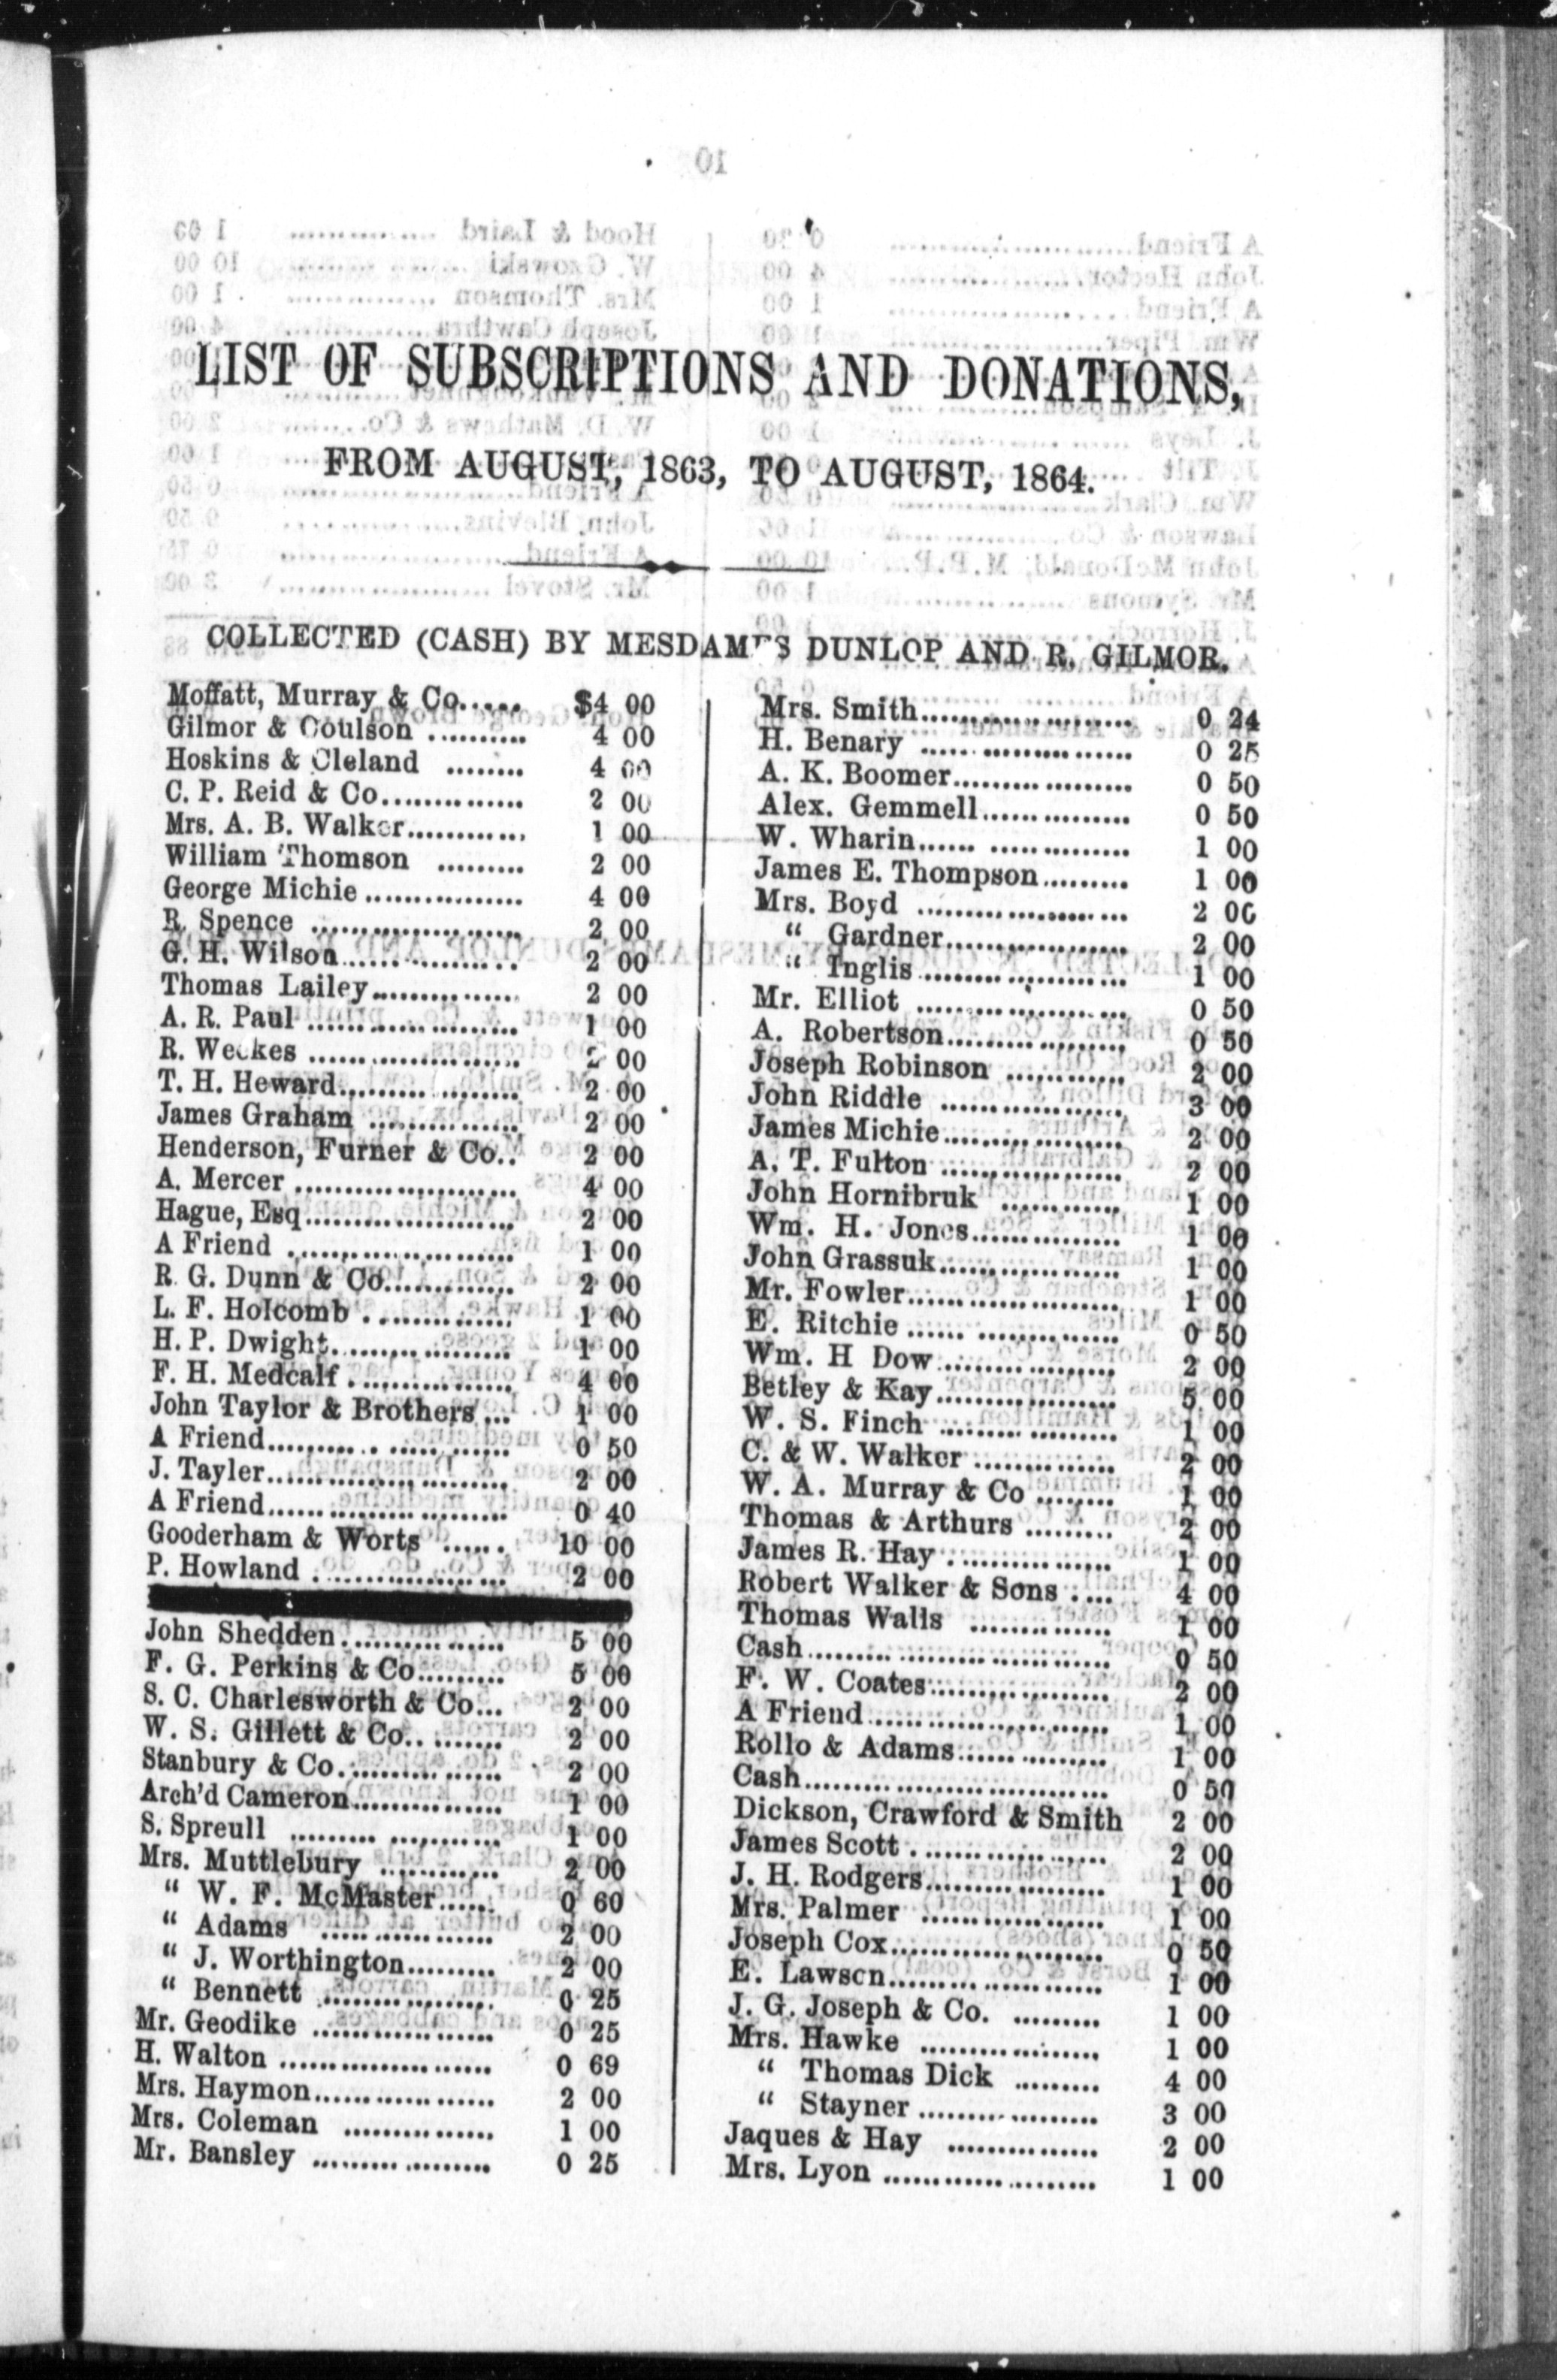 LIST OF SUBSCRIPTIONS AND DONATIONS,
FROM AUGUST, 1863, TO AUGUST, 1864.
COLLECTED (CASH) BY MESDAMES DUNLOP AND R. GILMOR.
Moffatt, Murray & Co...... $4 00
Gilmor & Coulson .......... 4 00
Hoskins & Cleland ........ 4 00
C. P. Reid & Co............... 2 00
Mrs. A. B. Walker............. 1 00
William Thomson ......... 2 00
George Michie ................ 4 00
R. Spence ...................... 2 00
G. H. Wilson.................. 2 00
Thomas Lailey............... 2 00
A. R. Paul ...................... 1 00
R. Weekes ...................... 2 00
T. H. Heward................... 2 00
James Graham ................ 2 00
Henderson, Furner & Co.. 2 00
A. Mercer ....................... 4 00
Hague, Esq...................... 2 00
A Friend ........................ 1 00
R. G. Dunn & Co.............. 2 00
L. F. Holcomb ................ 1 00
H. P. Dwight................... 1 00
F. H. Medcalf ................. 4 00
John Taylor & Brothers ... 1 00
A Friend......................... 0 50
J. Tayler......................... 2 00
A Friend......................... 0 40
Gooderham & Worts ...... 10 00
P. Howland .................... 2 00
John Shedden................. 5 00
F. G. Perkins & Co.......... 5 00
S. C. Charlesworth & Co... 2 00
W. S. Gillett & Co.......... 2 00
Stanbury & Co................ 2 00
Arch'd Cameron............... 1 00
S. Spreull ...................... 1 00
Mrs. Muttlebury ............. 2 00
" W. F. McMaster...... 0 60
" Adams .................. 2 00
" J. Worthington......... 2 00
" Bennett ................. 0 25
Mr. Geodike ................... 0 25
H. Walton ...................... 0 69
Mrs. Haymon................... 2 00
Mrs. Coleman ................ 1 00
Mr. Bansley ................... 0 25
Mrs. Smith...................... 0 24
H. Benary ...................... 0 25
A. K. Boomer................... 0 50
Alex. Gemmell................ 0 50
W. Wharin...................... 1 00
James E. Thompson......... 1 00
Mrs. Boyd ...................... 2 00
" Gardner................... 2 00
" Inglis...................... 1 00
Mr. Elliot ...................... 0 50
A. Robertson................... 0 50
Joseph Robinson ............. 2 00
John Riddle ................... 3 00
James Michie................... 2 00
A. T. Fulton ................... 2 00
John Hornibruk ............. 1 00
Wm. H. Jones................ 1 00
John Grassuk................... 1 00
Mr. Fowler...................... 1 00
E. Ritchie ...................... 0 50
Wm. H Dow ................... 2 00
Betley & Kay................... 5 00
W. S. Finch ................... 1 00
C. & W. Walker ............... 2 00
W. A. Murray & Co ........ 1 00
Thomas & Arthurs ......... 2 00
James R. Hay ................. 1 00
Robert Walker & Sons .... 4 00
Thomas Walls ............... 1 00
Cash................................ 0 50
F. W. Coates................... 2 00
A Friend ........................ 1 00
Rollo & Adams................ 1 00
Cash................................ 0 50
Dickson, Crawford & Smith 2 00
James Scott ..................... 2 00
J. H. Rodgers................... 1 00
Mrs. Palmer ................... 1 00
Joseph Cox...................... 0 50
E. Lawson....................... 1 00
J. G. Joseph & Co. ......... 1 00
Mrs. Hawke ................... 1 00
" Thomas Dick ......... 4 00
" Stayner................... 3 00
Jaques & Hay ................ 2 00
Mrs. Lyon ...................... 1 00